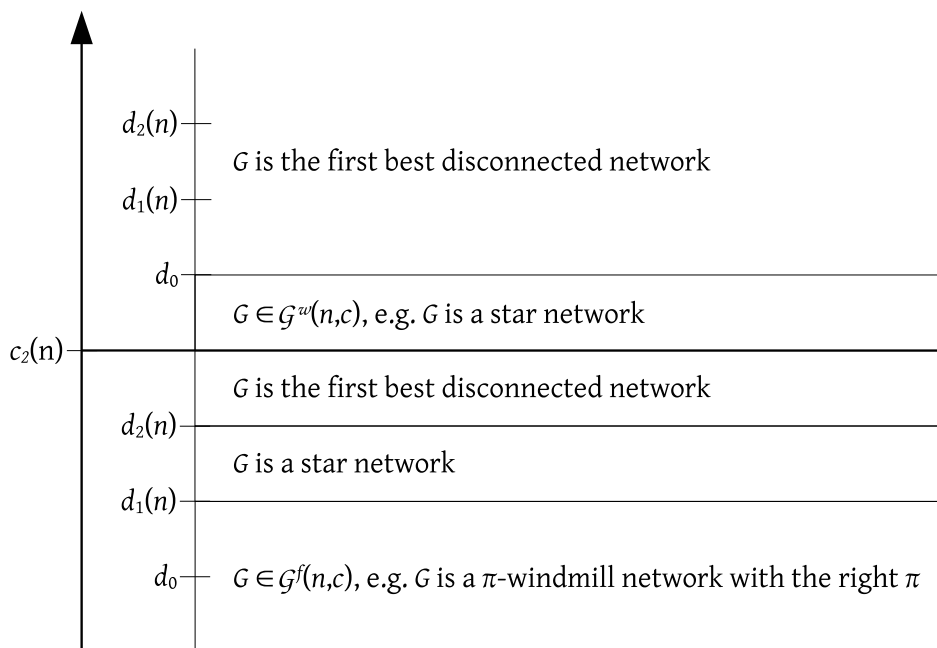 d₂(n)
G is the first best disconnected network
d₁(n)
d₀
G ∈ 𝒢ʷ(n,c), e.g. G is a star network
c₂(n)
G is the first best disconnected network
d₂(n)
G is a star network
d₁(n)
d₀ G ∈ 𝒢ᶠ(n,c), e.g. G is a π-windmill network with the right π